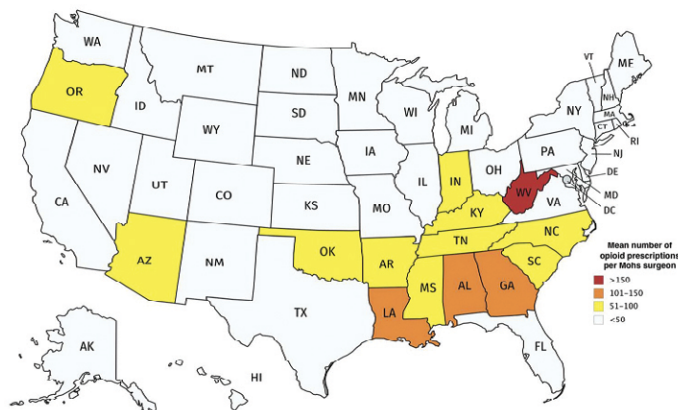 WA
MT
ND
MN
ME
VT
NH
OR
ID
SD
WI
MI
NY
MA
CT
RI
WY
IA
PA
NJ
NE
OH
DE
NV
UT
CO
IL
IN
WV
VA
MD
DC
CA
KS
MO
KY
NC
TN
AZ
NM
OK
AR
SC
MS
AL
GA
TX
LA
FL
AK
HI
Mean number of
opioid prescriptions
per Mohs surgeon
>150
101–150
51–100
<50